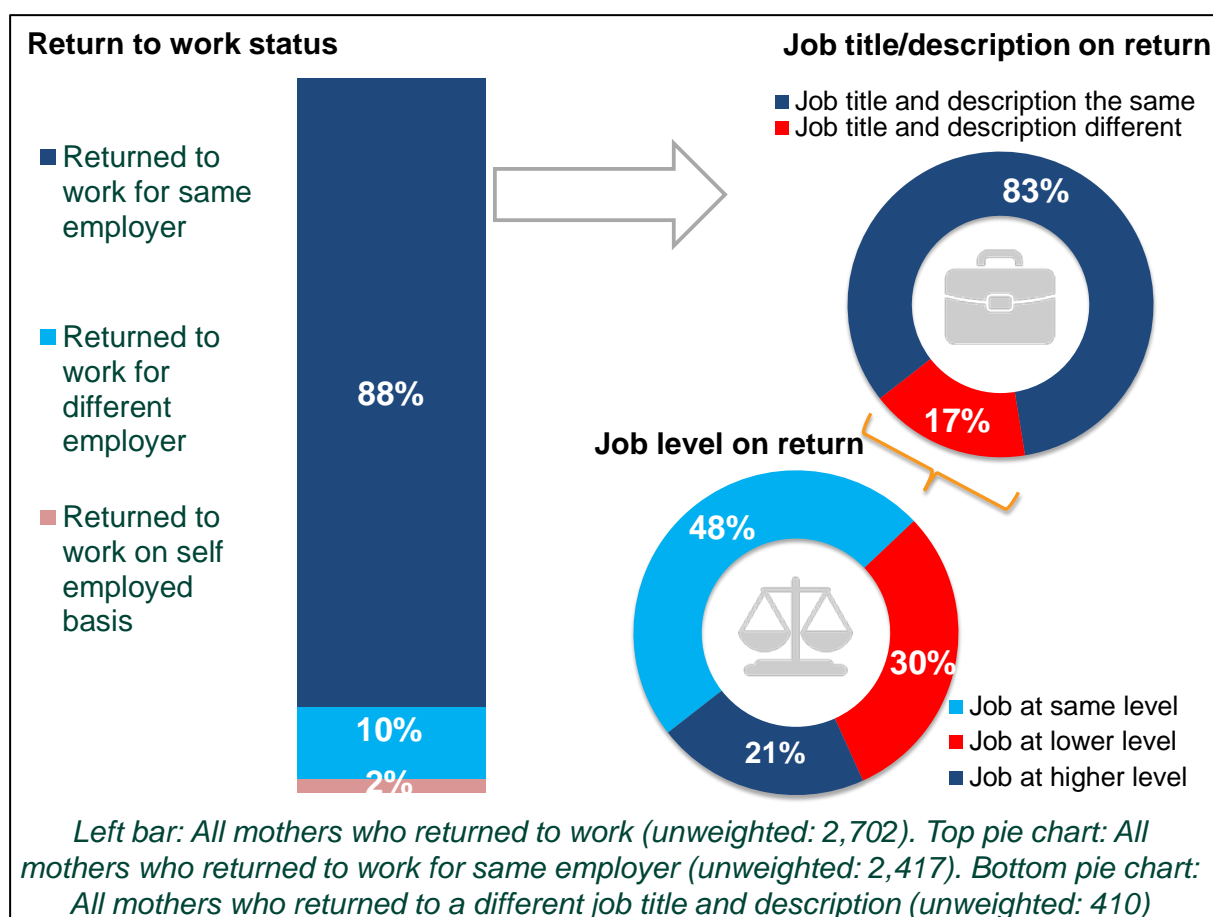 Return to work status
Returned to
work for same
employer
Returned to
work for
different
employer
Returned to
work on self
employed
basis
88%
10%
2%
Job title/description on return
Job title and description the same
Job title and description different
83%
17%
Job level on return
48%
30%
21%
Job at same level
Job at lower level
Job at higher level
Left bar: All mothers who returned to work (unweighted: 2,702). Top pie chart: All
mothers who returned to work for same employer (unweighted: 2,417). Bottom pie chart:
All mothers who returned to a different job title and description (unweighted: 410)